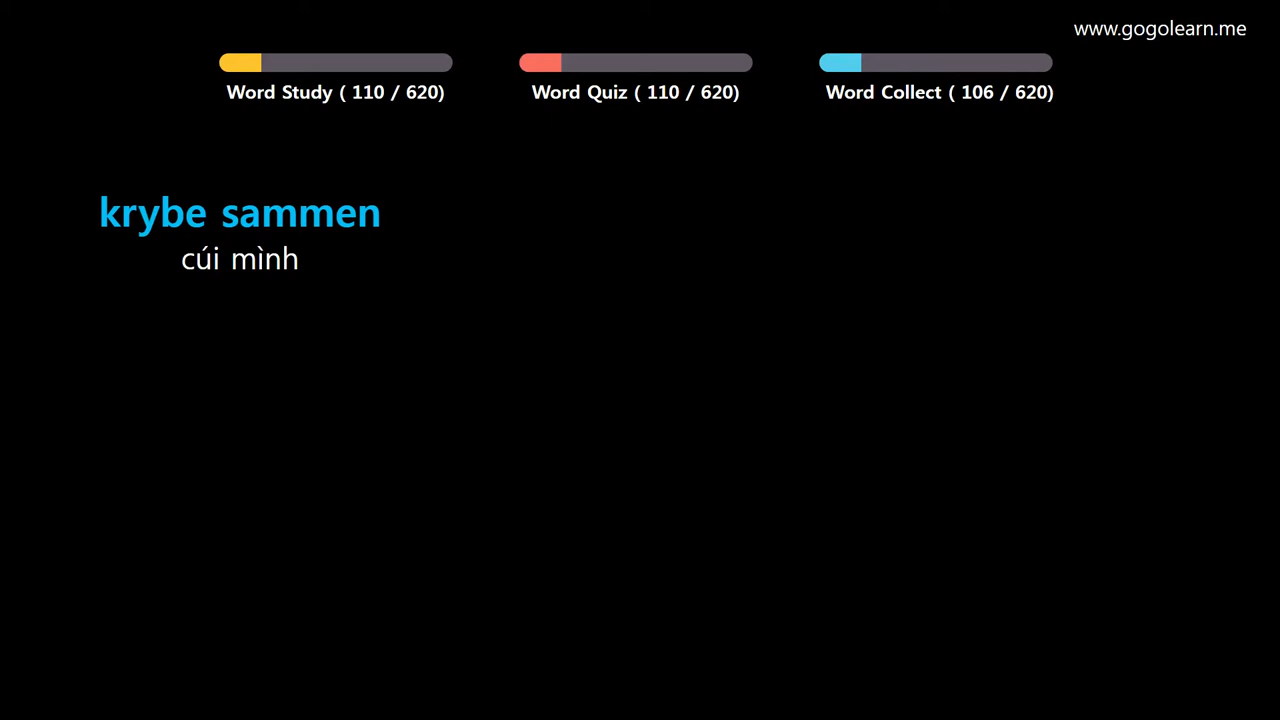 www.gogolearn.me
Word Study ( 110 / 620)
Word Quiz ( 110 / 620)
Word Collect ( 106 / 620)
krybe sammen
cúi mình